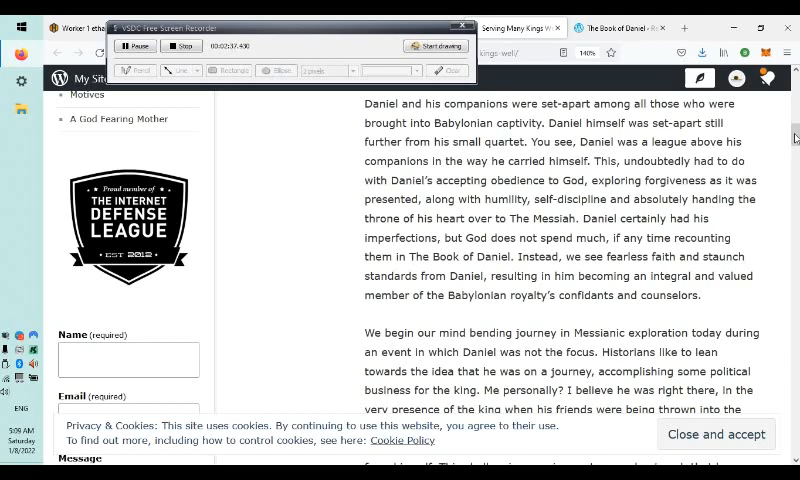 Worker 1 etha
VSDC Free Screen Recorder
Serving Many Kings W
The Book of Daniel - R
Pause
Stop
00:02:37.430
Start drawing
kings-well/
140%
Pencil
Line
Rectangle
Ellipse
2 pixels
Clear
My Sit
Motives
A God Fearing Mother
Proud member of
THE INTERNET
DEFENSE
LEAGUE
EST 2012
Name (required)
Email (required)
Message
Daniel and his companions were set-apart among all those who were
brought into Babylonian captivity. Daniel himself was set-apart still
further from his small quartet. You see, Daniel was a league above his
companions in the way he carried himself. This, undoubtedly had to do
with Daniel’s accepting obedience to God, exploring forgiveness as it was
presented, along with humility, self-discipline and absolutely handing the
throne of his heart over to The Messiah. Daniel certainly had his
imperfections, but God does not spend much, if any time recounting
them in The Book of Daniel. Instead, we see fearless faith and staunch
standards from Daniel, resulting in him becoming an integral and valued
member of the Babylonian royalty’s confidants and counselors.
We begin our mind bending journey in Messianic exploration today during
an event in which Daniel was not the focus. Historians like to lean
towards the idea that he was on a journey, accomplishing some political
business for the king. Me personally? I believe he was right there, in the
very presence of the king when his friends were being thrown into the
Privacy & Cookies: This site uses cookies. By continuing to use this website, you agree to their use.
To find out more, including how to control cookies, see here: Cookie Policy
Close and accept
ENG
5:09 AM
Saturday
1/8/2022